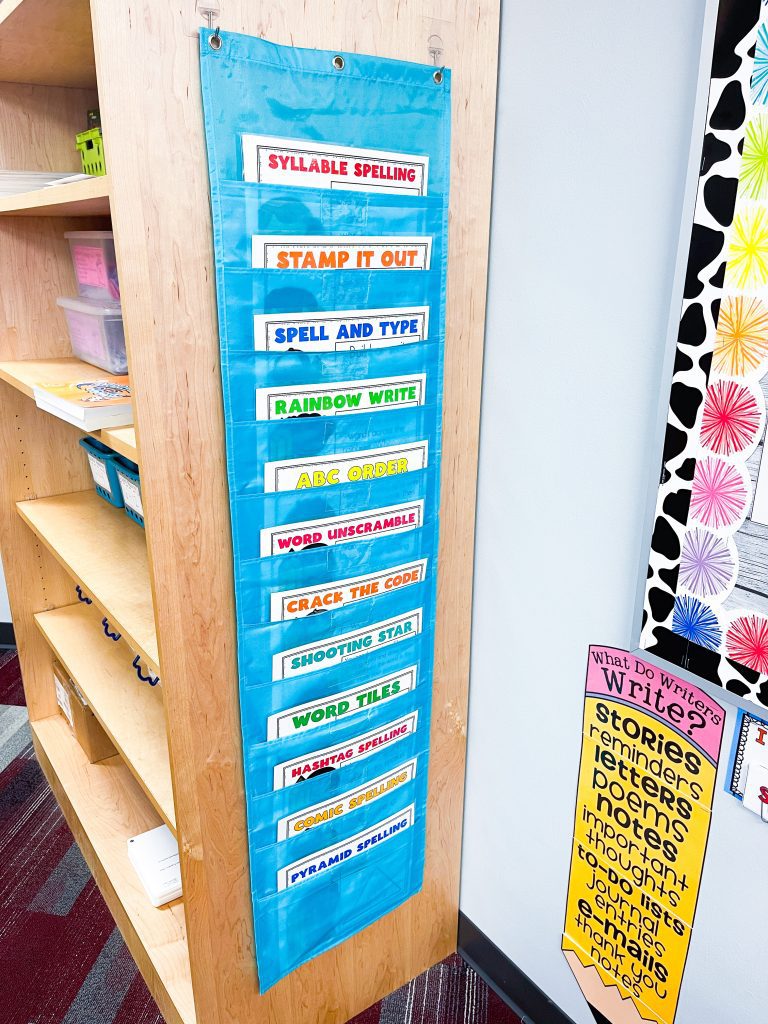 SYLLABLE SPELLING
STAMP IT OUT
SPELL AND TYPE
RAINBOW WRITE
ABC ORDER
WORD UNSCRAMBLE
CRACK THE CODE
SHOOTING STAR
WORD TILES
HASHTAG SPELLING
COMIC SPELLING
PYRAMID SPELLING
What Do Writers
Write?
STORIES
reminders
LETTERS
poems
NOTES
important
thoughts
to-do lists
journal
entries
e-mails
thank you
notes